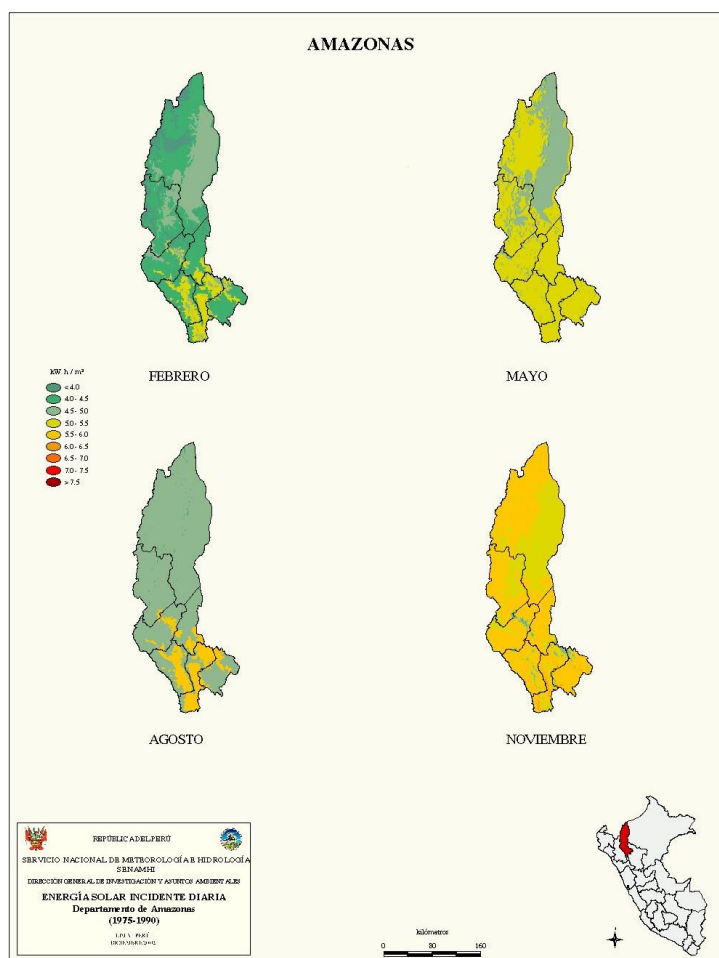 AMAZONAS
FEBRERO
MAYO
kW h / m²
< 4.0
4.0 - 4.5
4.5 - 5.0
5.0 - 5.5
5.5 - 6.0
6.0 - 6.5
6.5 - 7.0
7.0 - 7.5
> 7.5
AGOSTO
NOVIEMBRE
REPÚBLICA DEL PERÚ
SERVICIO NACIONAL DE METEOROLOGÍA E HIDROLOGÍA
SENAMHI
DIRECCIÓN GENERAL DE INVESTIGACIÓN Y ASUNTOS AMBIENTALES
ENERGÍA SOLAR INCIDENTE DIARIA
Departamento de Amazonas
(1975-1990)
LIMA - PERÚ
kilómetros
0 80 160